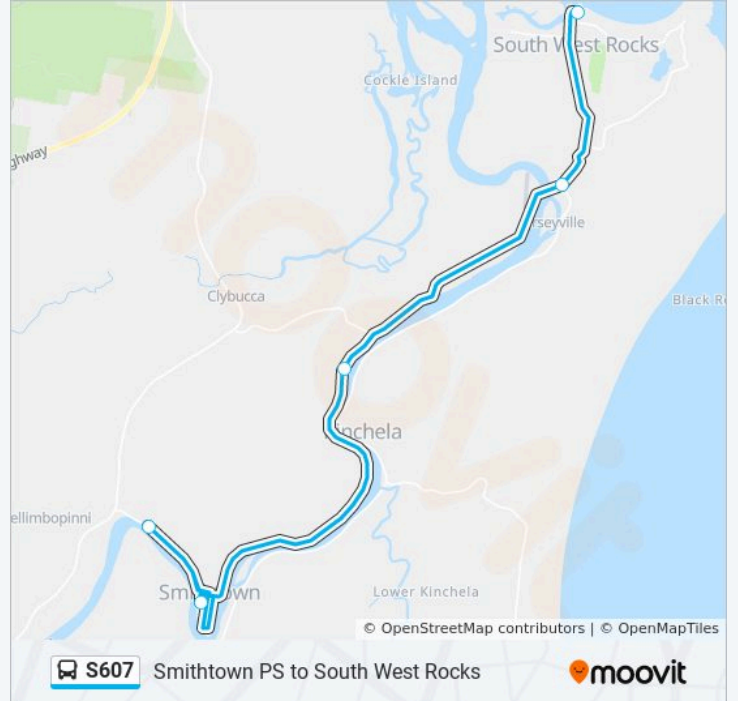 South West Rocks
Cockle Island
ghway
rseyville
Clybucca
Black R
Kinchela
ellimbopinni
Smithtown
Lower Kinchela
© OpenStreetMap contributors | © OpenMapTiles
S607 Smithtown PS to South West Rocks moovit